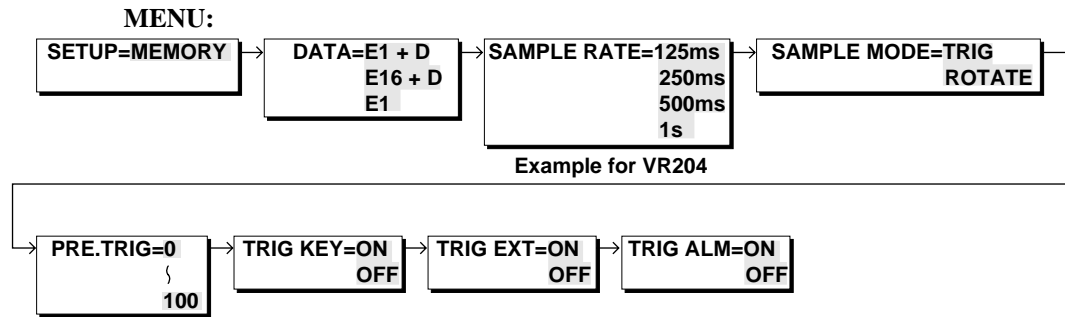 MENU:
SETUP=MEMORY
DATA=E1 + D
E16 + D
E1
SAMPLE RATE=125ms
250ms
500ms
1s
SAMPLE MODE=TRIG
ROTATE
Example for VR204
PRE.TRIG=0
~
100
TRIG KEY=ON
OFF
TRIG EXT=ON
OFF
TRIG ALM=ON
OFF